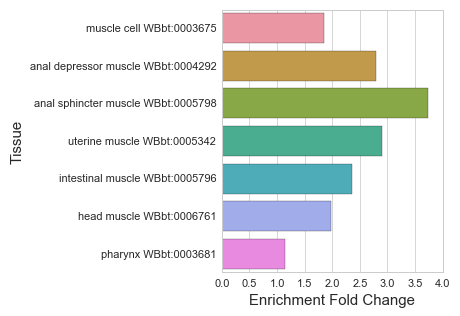 muscle cell WBbt:0003675
anal depressor muscle WBbt:0004292
anal sphincter muscle WBbt:0005798
uterine muscle WBbt:0005342
intestinal muscle WBbt:0005796
head muscle WBbt:0006761
pharynx WBbt:0003681
Tissue
0.0 0.5 1.0 1.5 2.0 2.5 3.0 3.5 4.0
Enrichment Fold Change